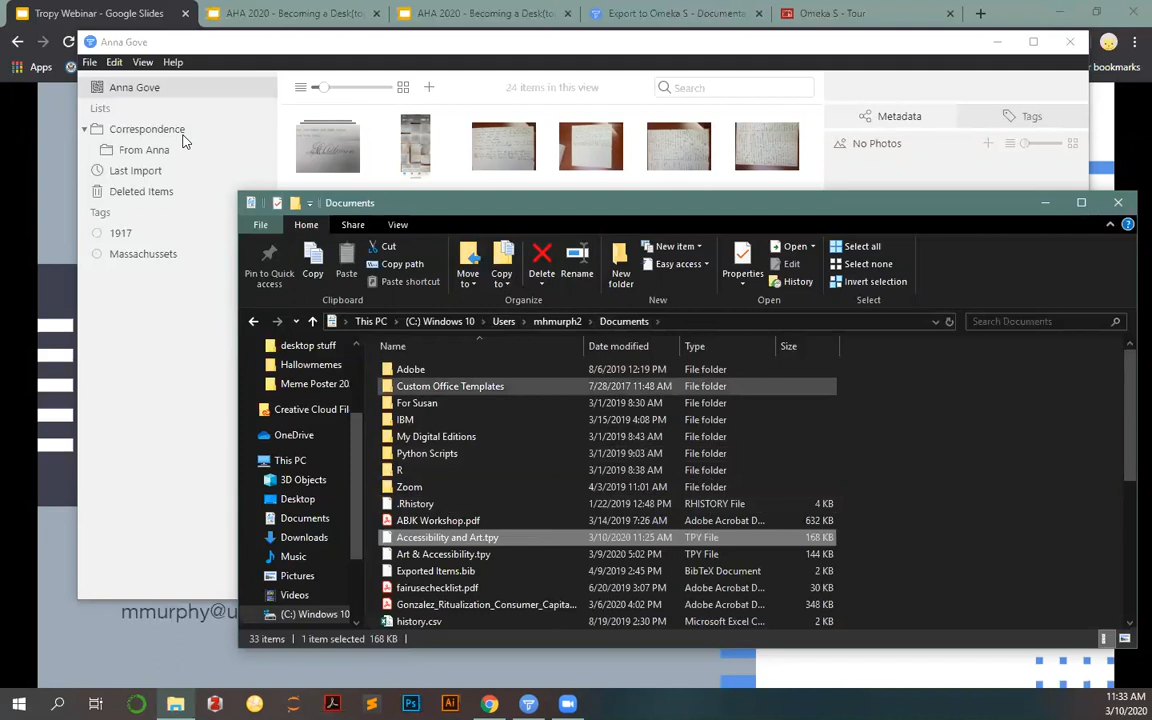 Tropy Webinar - Google Slides
AHA 2020 - Becoming a Desk(to
AHA 2020 - Becoming a Desk(to
Export to Omeka S - Documenta
Omeka S - Tour
Apps
bookmarks
Anna Gove
File Edit View Help
Anna Gove
24 items in this view
Search
Lists
Metadata
Tags
Correspondence
No Photos
From Anna
Last Import
Deleted Items
Tags
1917
Massachussets
Documents
File Home Share View
Pin to Quick access
Copy
Paste
Cut
Copy path
Paste shortcut
Move to
Copy to
Delete
Rename
New folder
New item
Easy access
Properties
Open
Edit
History
Select all
Select none
Invert selection
Clipboard Organize New Open Select
This PC (C:) Windows 10 Users mhmurph2 Documents
Search Documents
Name Date modified Type Size
desktop stuff
Hallowmemes
Meme Poster 20
Creative Cloud Fil
OneDrive
This PC
3D Objects
Desktop
Documents
Downloads
Music
Pictures
Videos
(C:) Windows 10
Adobe 8/6/2019 12:19 PM File folder
Custom Office Templates 7/28/2017 11:48 AM File folder
For Susan 3/1/2019 8:30 AM File folder
IBM 3/15/2019 4:08 PM File folder
My Digital Editions 3/1/2019 8:43 AM File folder
Python Scripts 3/1/2019 9:03 AM File folder
R 3/1/2019 8:38 AM File folder
Zoom 4/3/2019 11:01 AM File folder
.Rhistory 1/22/2019 12:48 PM RHISTORY File 4 KB
ABJK Workshop.pdf 3/14/2019 7:26 AM Adobe Acrobat D... 632 KB
Accessibility and Art.tpy 3/10/2020 11:25 AM TPY File 168 KB
Art & Accessibility.tpy 3/9/2020 5:02 PM TPY File 144 KB
Exported Items.bib 4/9/2019 2:45 PM BibTeX Document 2 KB
fairusechecklist.pdf 6/20/2019 3:07 PM Adobe Acrobat D... 30 KB
Gonzalez_Ritualization_Consumer_Capita... 3/6/2020 4:02 PM Adobe Acrobat D... 348 KB
history.csv 8/19/2019 2:30 PM Microsoft Excel C... 2 KB
mmurphy@u
33 items 1 item selected 168 KB
Ps
Ai
11:33 AM
3/10/2020